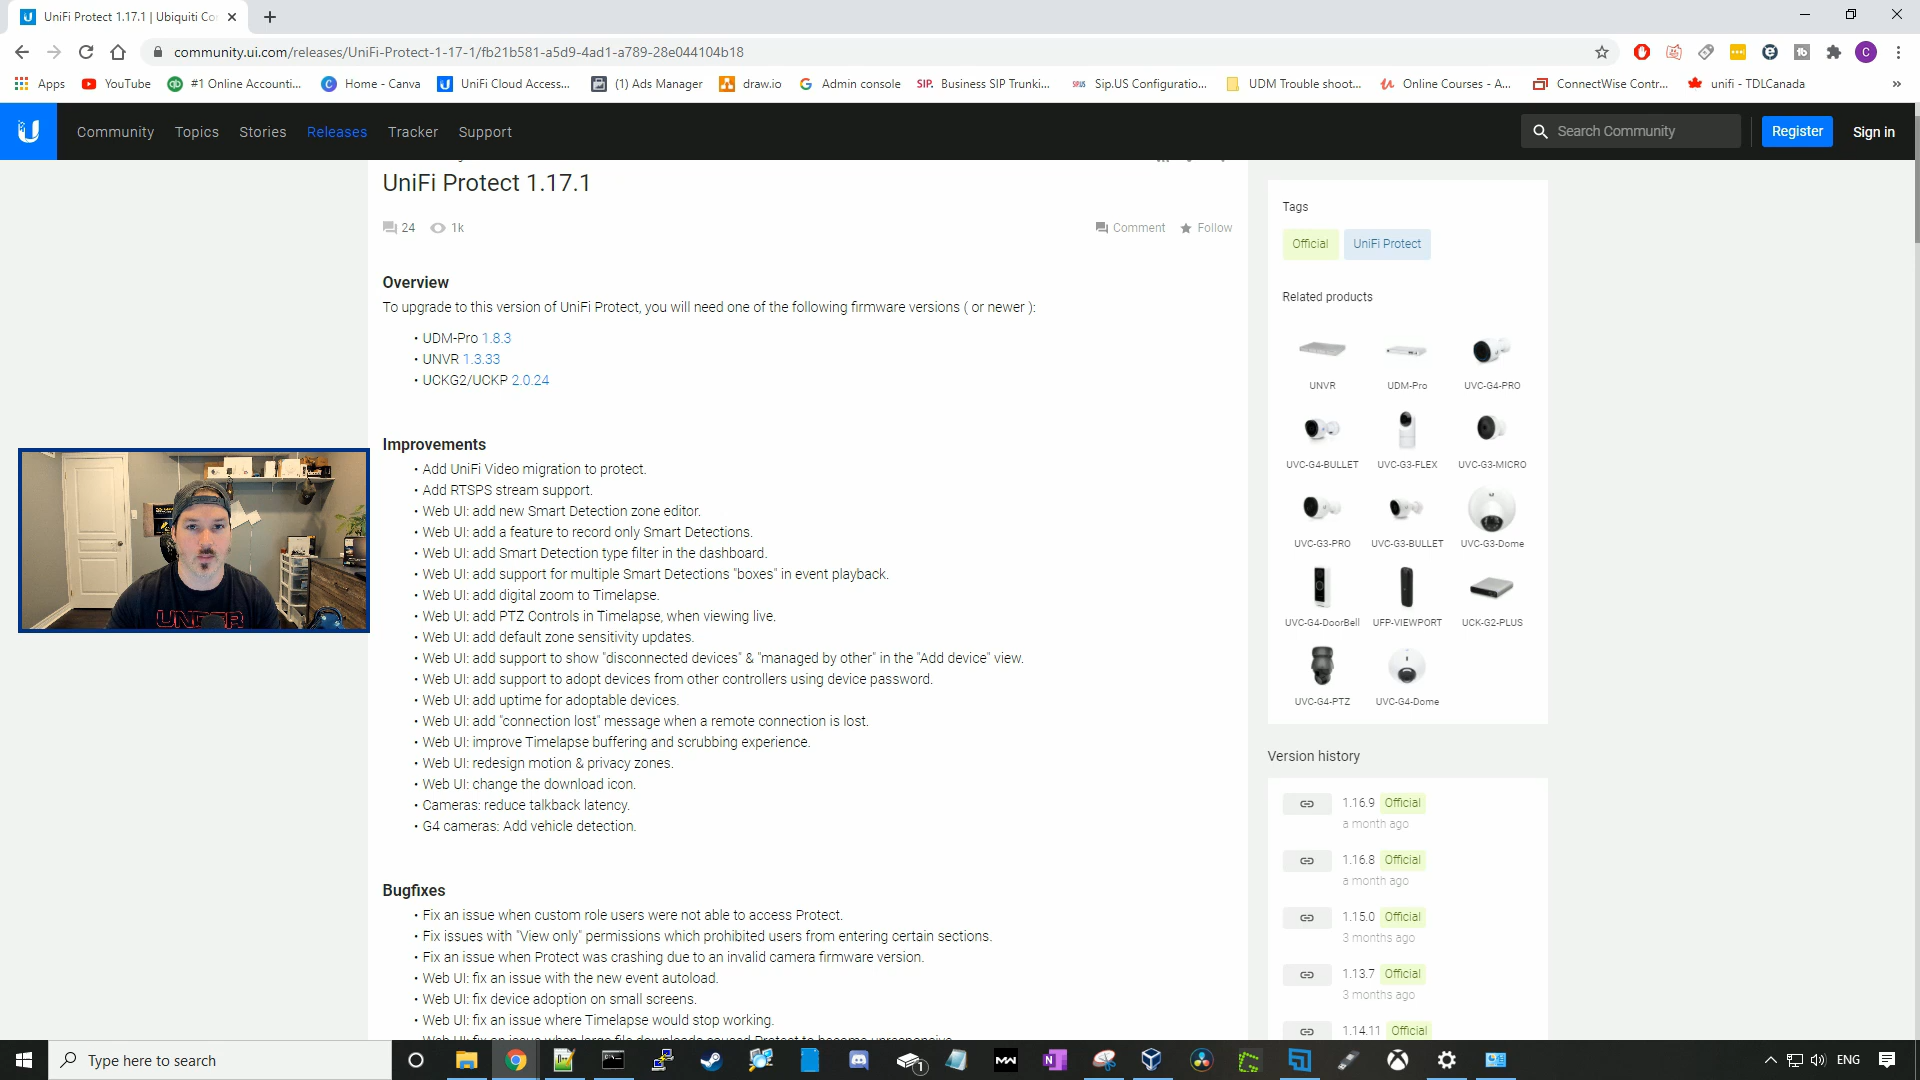 UniFi Protect 1.17.1 | Ubiquiti Co
community.ui.com/releases/UniFi-Protect-1-17-1/fb21b581-a5d9-4ad1-a789-28e044104b18
Apps YouTube #1 Online Accounti... Home - Canva UniFi Cloud Access... (1) Ads Manager draw.io Admin console SIP. Business SIP Trunki... Sip.US Configuratio... UDM Trouble shoot... Online Courses - A... ConnectWise Contr... unifi - TDLCanada »
Community Topics Stories Releases Tracker Support Search Community Register Sign in
UniFi Protect 1.17.1
24 1k Comment Follow
Overview
To upgrade to this version of UniFi Protect, you will need one of the following firmware versions ( or newer ):
• UDM-Pro 1.8.3
• UNVR 1.3.33
• UCKG2/UCKP 2.0.24
Improvements
• Add UniFi Video migration to protect.
• Add RTSPS stream support.
• Web UI: add new Smart Detection zone editor.
• Web UI: add a feature to record only Smart Detections.
• Web UI: add Smart Detection type filter in the dashboard.
• Web UI: add support for multiple Smart Detections "boxes" in event playback.
• Web UI: add digital zoom to Timelapse.
• Web UI: add PTZ Controls in Timelapse, when viewing live.
• Web UI: add default zone sensitivity updates.
• Web UI: add support to show "disconnected devices" & "managed by other" in the "Add device" view.
• Web UI: add support to adopt devices from other controllers using device password.
• Web UI: add uptime for adoptable devices.
• Web UI: add "connection lost" message when a remote connection is lost.
• Web UI: improve Timelapse buffering and scrubbing experience.
• Web UI: redesign motion & privacy zones.
• Web UI: change the download icon.
• Cameras: reduce talkback latency.
• G4 cameras: Add vehicle detection.
Bugfixes
• Fix an issue when custom role users were not able to access Protect.
• Fix issues with "View only" permissions which prohibited users from entering certain sections.
• Fix an issue when Protect was crashing due to an invalid camera firmware version.
• Web UI: fix an issue with the new event autoload.
• Web UI: fix device adoption on small screens.
• Web UI: fix an issue where Timelapse would stop working.
• Web UI: fix an issue when large file downloads caused Protect to become unresponsive.
Tags
Official UniFi Protect
Related products
UNVR UDM-Pro UVC-G4-PRO
UVC-G4-BULLET UVC-G3-FLEX UVC-G3-MICRO
UVC-G3-PRO UVC-G3-BULLET UVC-G3-Dome
UVC-G4-DoorBell UFP-VIEWPORT UCK-G2-PLUS
UVC-G4-PTZ UVC-G4-Dome
Version history
1.16.9 Official
a month ago
1.16.8 Official
a month ago
1.15.0 Official
3 months ago
1.13.7 Official
3 months ago
1.14.11 Official
UNDER
Type here to search
ENG